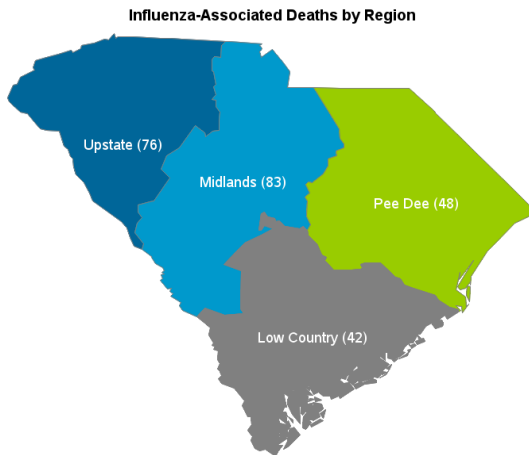 Influenza-Associated Deaths by Region
Upstate (76)
Midlands (83)
Pee Dee (48)
Low Country (42)